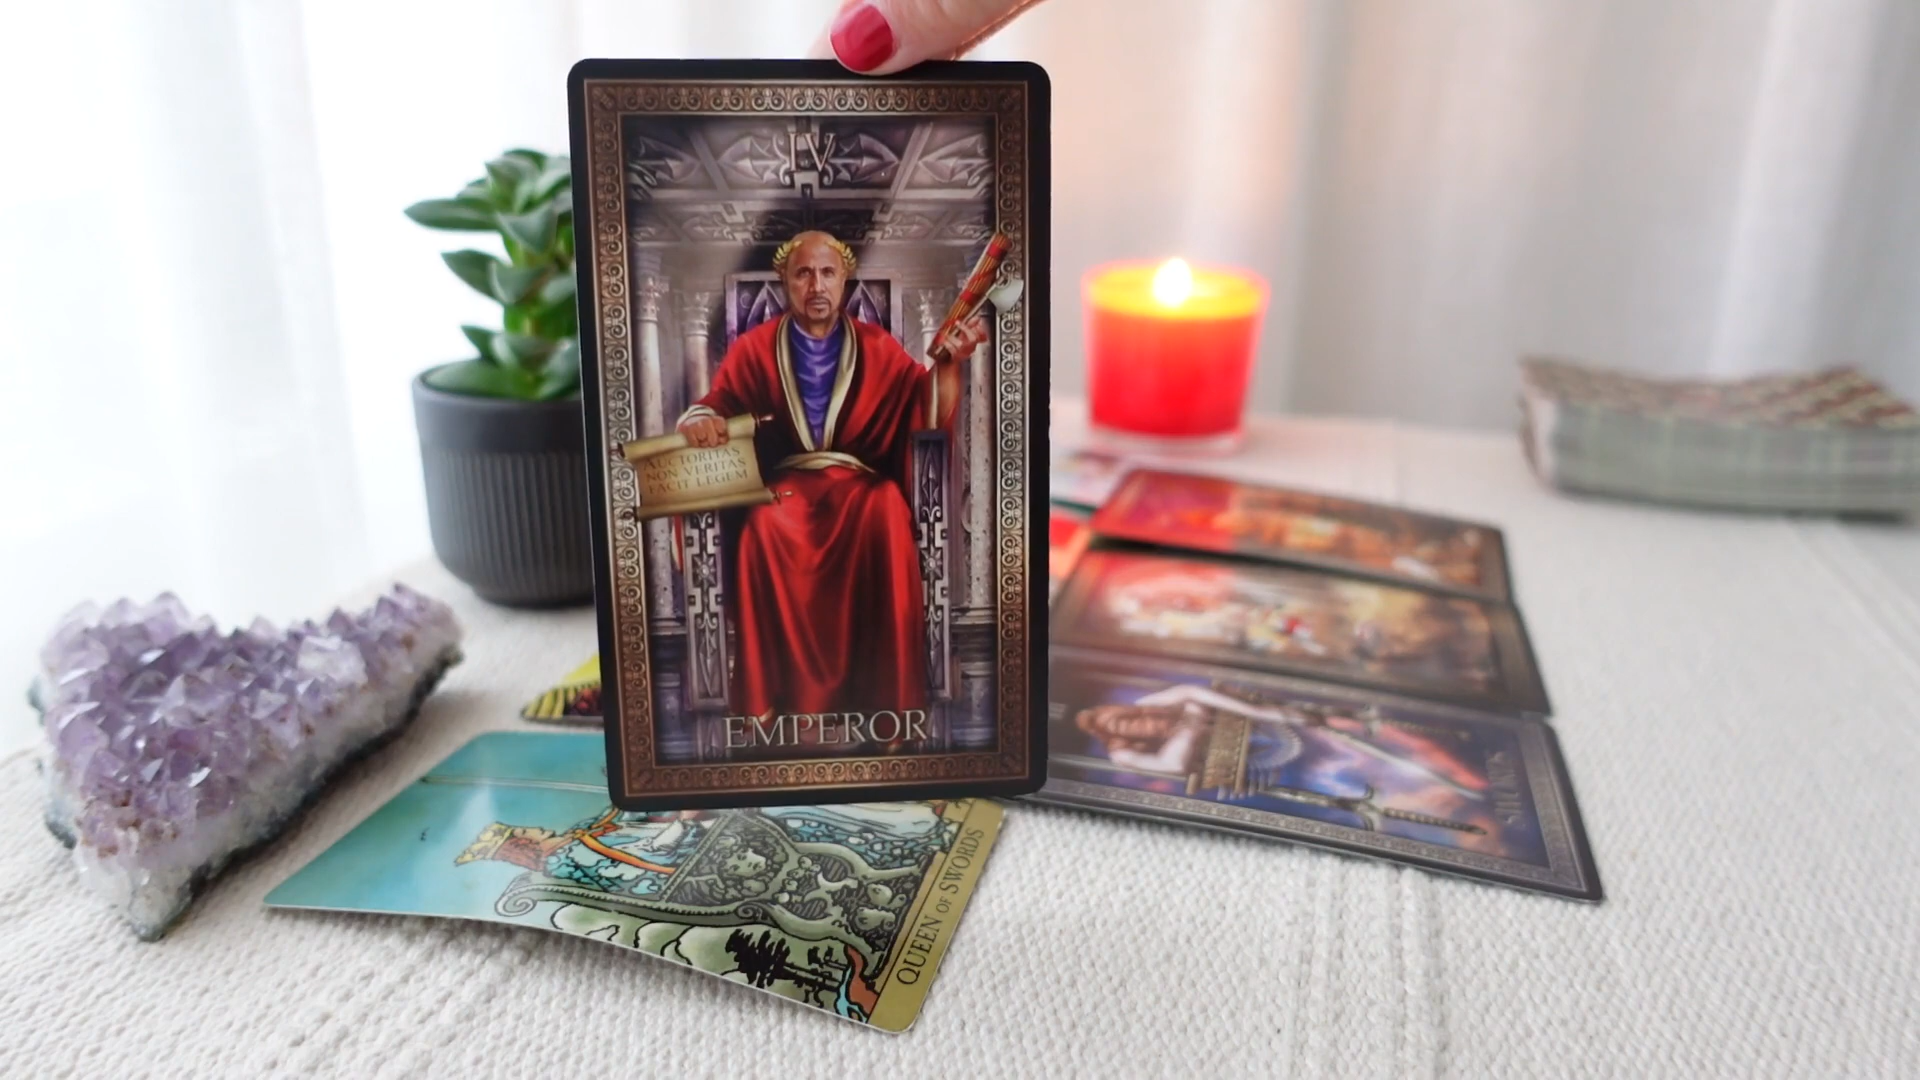 IV
AUCTORITAS
NON VERITAS
FACIT LEGEM
EMPEROR
QUEEN OF SWORDS